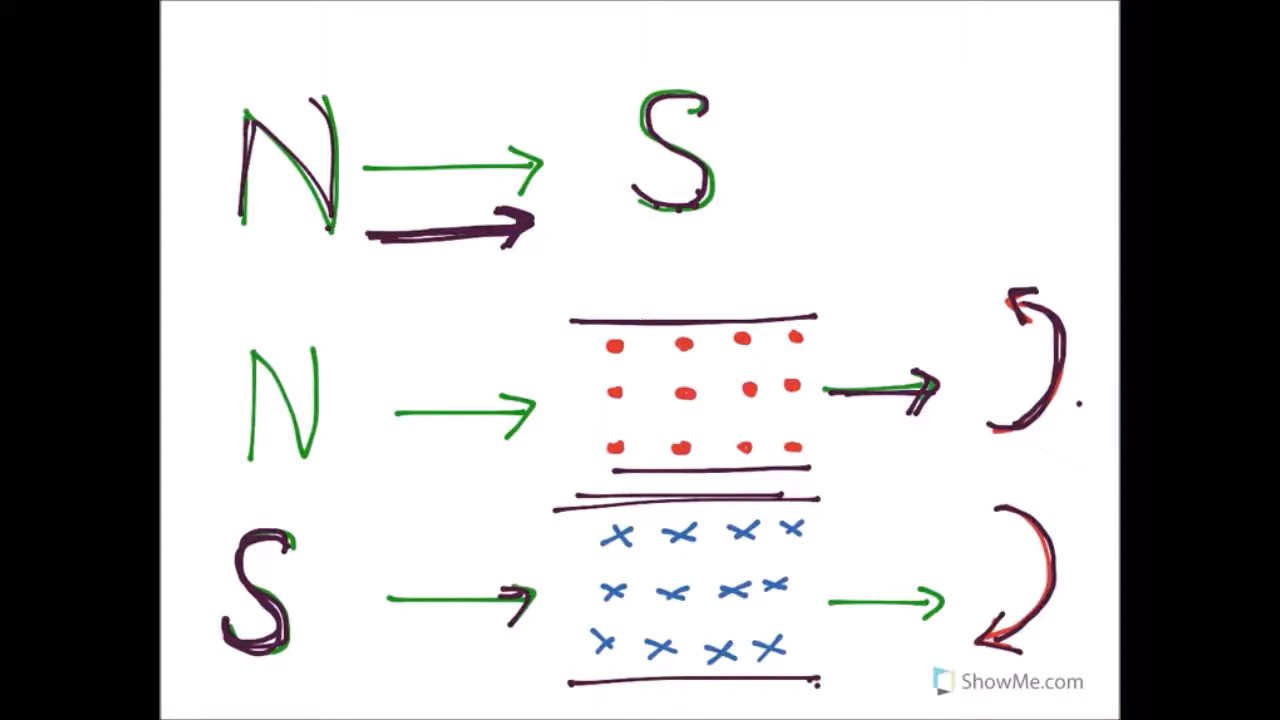 N → S
N → → 
S × × × × →
× × × ×
× × × ×
ShowMe.com